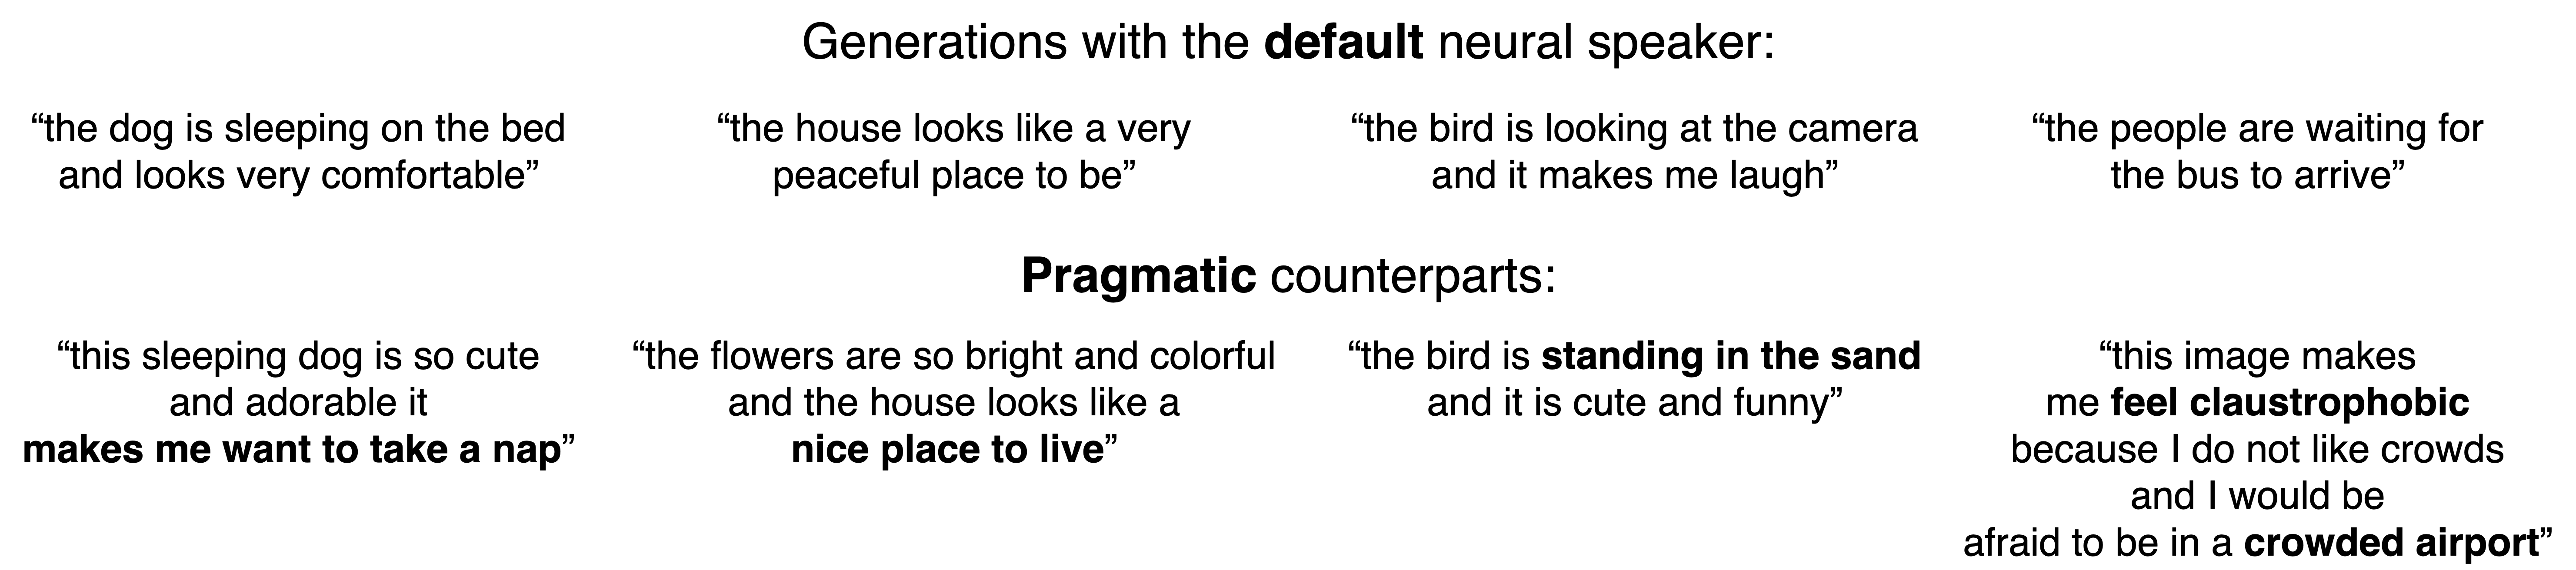 Generations with the default neural speaker:
“the dog is sleeping on the bed
and looks very comfortable”
“the house looks like a very
peaceful place to be”
“the bird is looking at the camera
and it makes me laugh”
“the people are waiting for
the bus to arrive”
Pragmatic counterparts:
“this sleeping dog is so cute
and adorable it
makes me want to take a nap”
“the flowers are so bright and colorful
and the house looks like a
nice place to live”
“the bird is standing in the sand
and it is cute and funny”
“this image makes
me feel claustrophobic
because I do not like crowds
and I would be
afraid to be in a crowded airport”